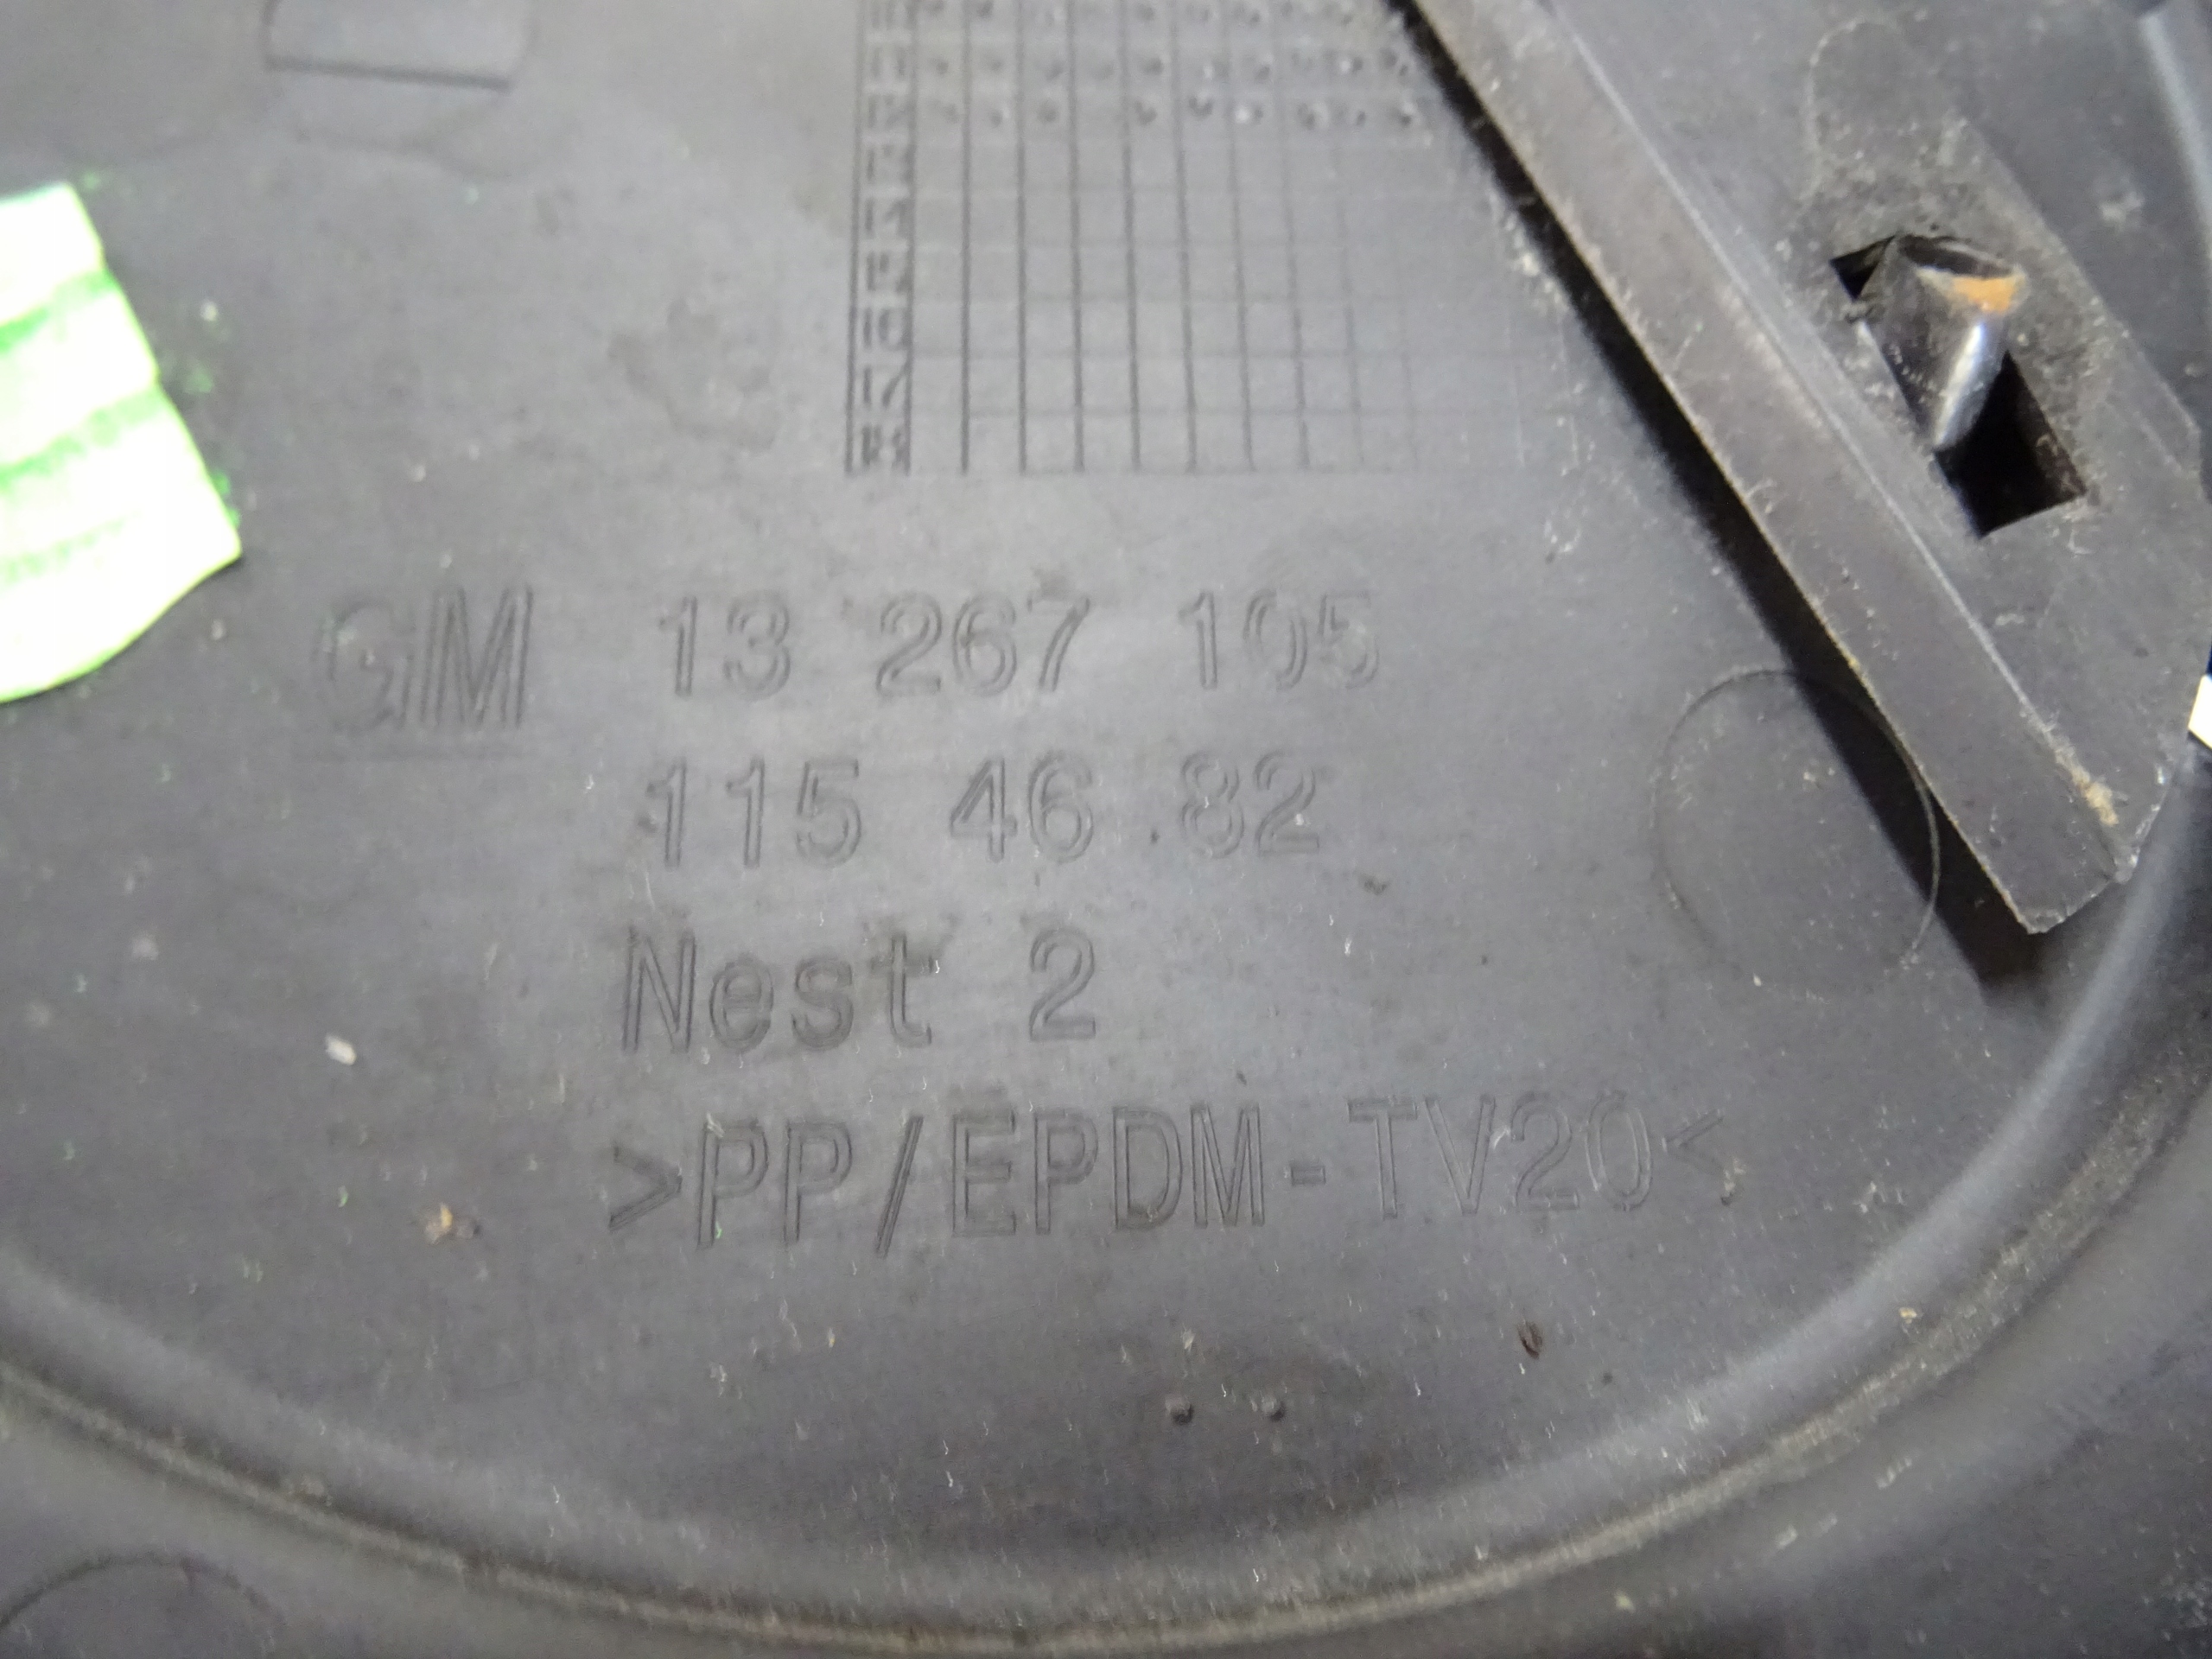 GM 13 267 105
115 46 82
Nest 2
>PP/EPDM-TV20<